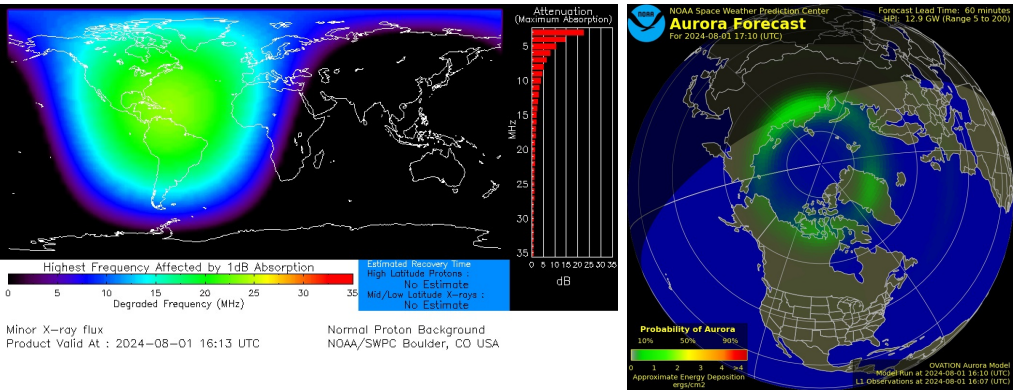 Attenuation
(Maximum Absorption)
5
10
15
20
25
30
35
MHz
0 5 10 15 20 25 30 35
dB
Highest Frequency Affected by 1dB Absorption
0 5 10 15 20 25 30 35
Degraded Frequency (MHz)
Estimated Recovery Time
High Latitude Protons :
No Estimate
Mid/Low Latitude X-rays :
No Estimate
Minor X-ray flux
Product Valid At : 2024-08-01 16:13 UTC
Normal Proton Background
NOAA/SWPC Boulder, CO USA
NOAA
NOAA Space Weather Prediction Center
Aurora Forecast
For 2024-08-01 17:10 (UTC)
Forecast Lead Time: 60 minutes
HPI: 12.9 GW (Range 5 to 200)
Probability of Aurora
10% 50% 90%
0 1 2 3 4 >4
Approximate Energy Deposition
ergs/cm2
OVATION Aurora Model
Model Run at 2024-08-01 16:10 (UTC)
L1 Observations at 2024-08-01 16:07 (UTC)